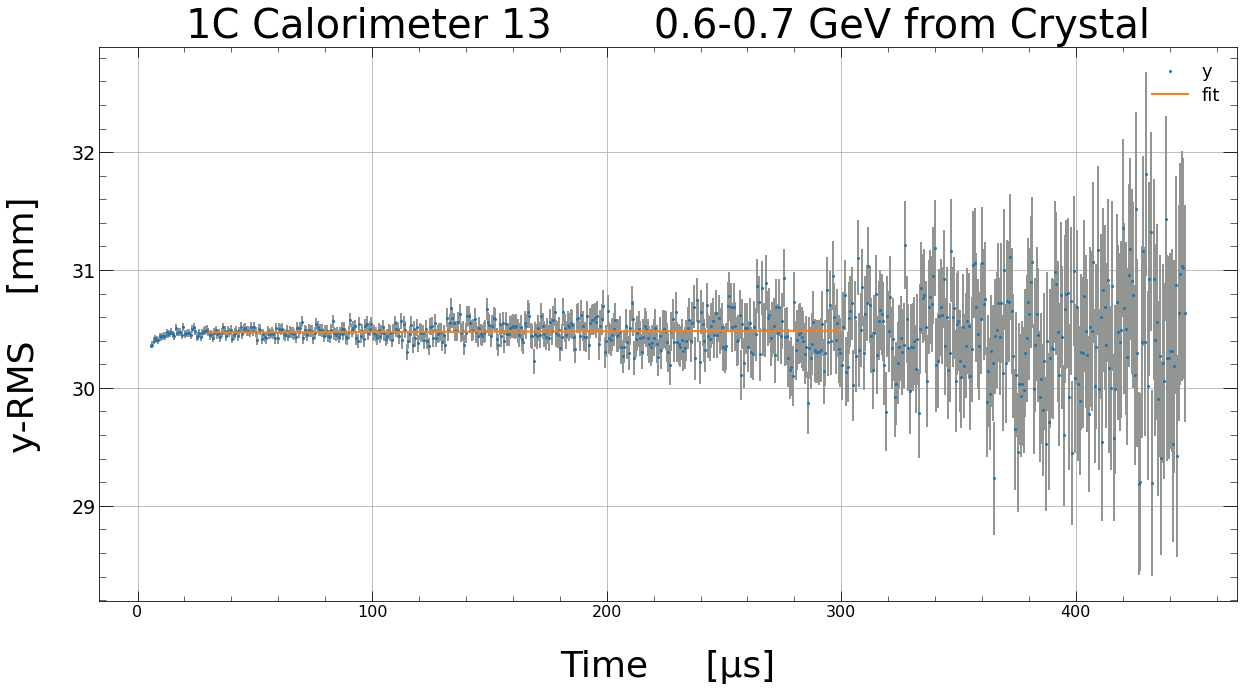 1C Calorimeter 13 0.6-0.7 GeV from Crystal
y
fit
32
31
30
29
y-RMS [mm]
0 100 200 300 400
Time [µs]